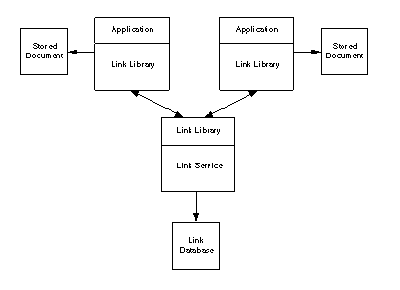 Application
Application
Stored
Document
Stored
Document
Link Library
Link Library
Link Library
Link Service
Link
Database